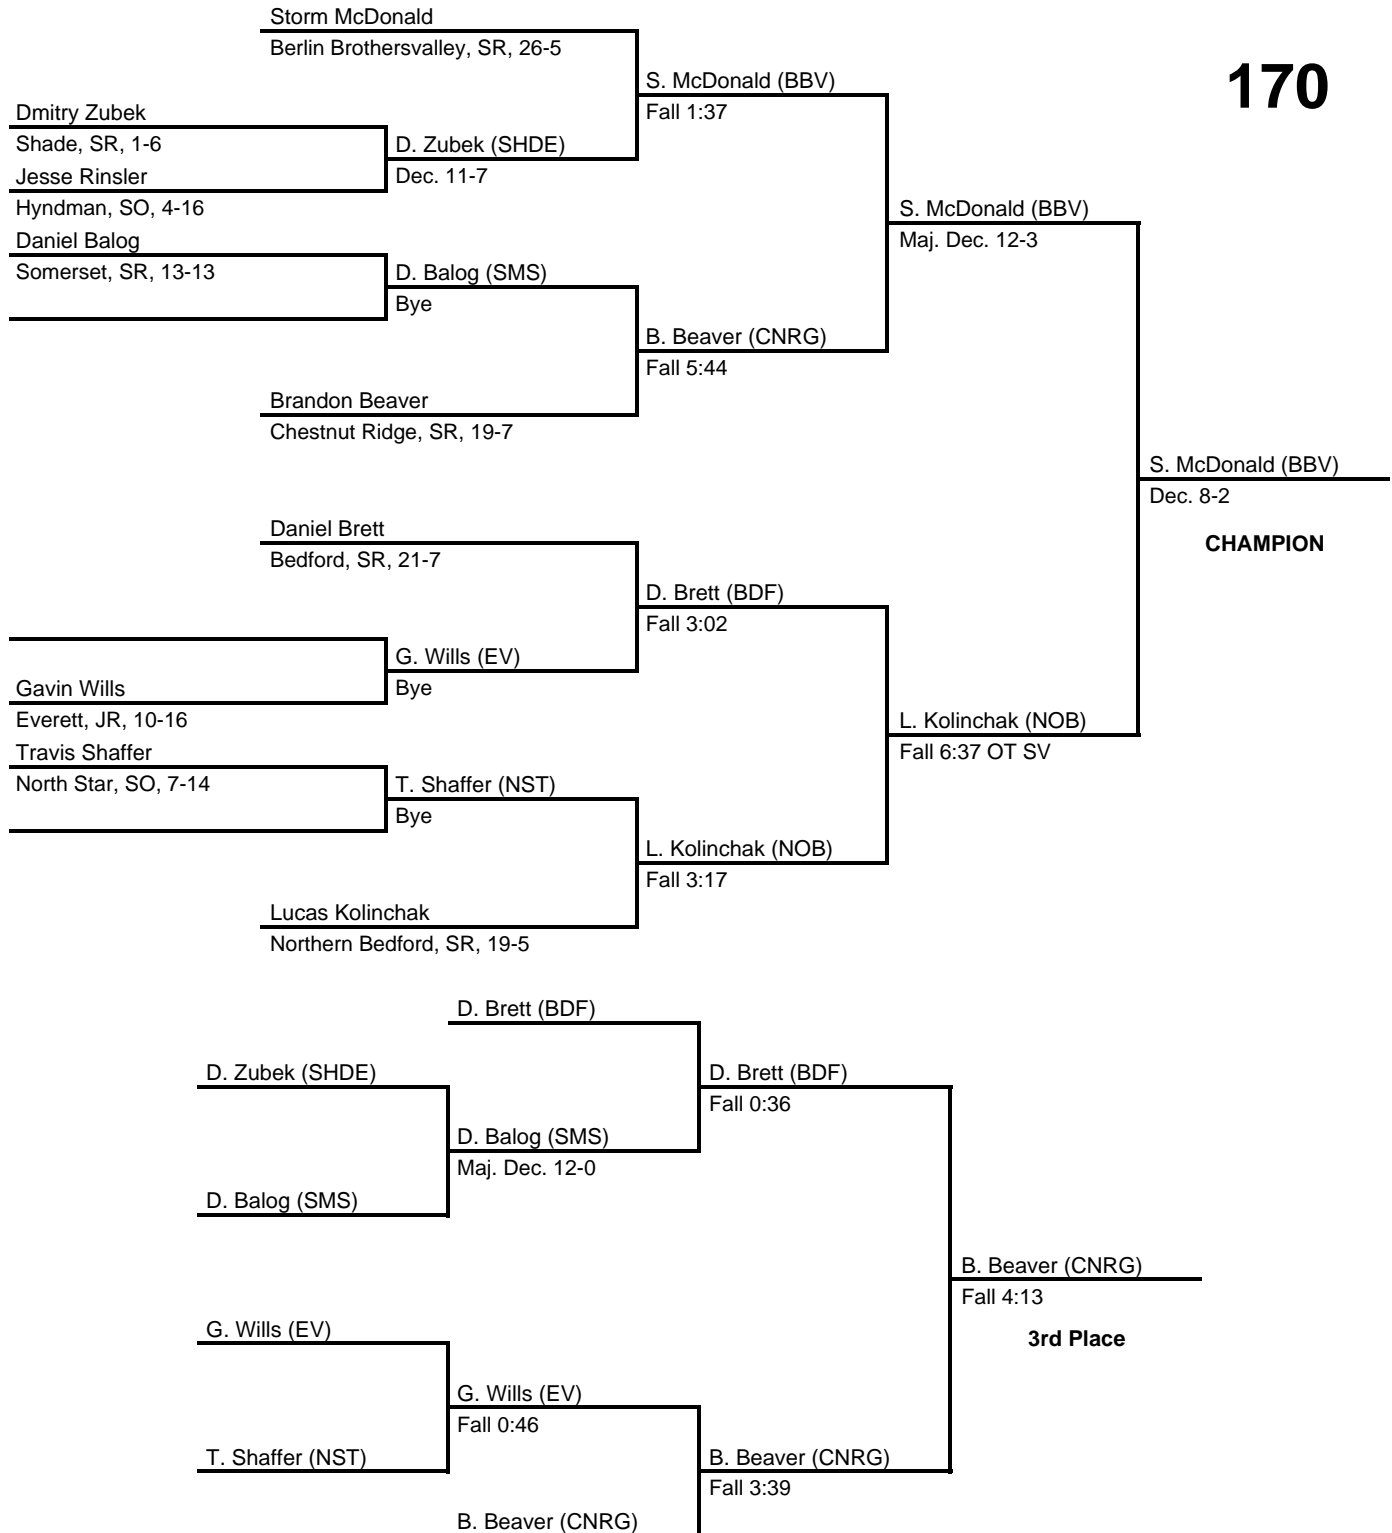 Storm McDonald
Berlin Brothersvalley, SR, 26-5
170
S. McDonald (BBV)
Fall 1:37
Dmitry Zubek
Shade, SR, 1-6
D. Zubek (SHDE)
Dec. 11-7
Jesse Rinsler
Hyndman, SO, 4-16
S. McDonald (BBV)
Maj. Dec. 12-3
Daniel Balog
Somerset, SR, 13-13
D. Balog (SMS)
Bye
B. Beaver (CNRG)
Fall 5:44
Brandon Beaver
Chestnut Ridge, SR, 19-7
S. McDonald (BBV)
Dec. 8-2
CHAMPION
Daniel Brett
Bedford, SR, 21-7
D. Brett (BDF)
Fall 3:02
G. Wills (EV)
Bye
Gavin Wills
Everett, JR, 10-16
L. Kolinchak (NOB)
Fall 6:37 OT SV
Travis Shaffer
North Star, SO, 7-14
T. Shaffer (NST)
Bye
L. Kolinchak (NOB)
Fall 3:17
Lucas Kolinchak
Northern Bedford, SR, 19-5
D. Brett (BDF)
D. Zubek (SHDE)
D. Brett (BDF)
Fall 0:36
D. Balog (SMS)
Maj. Dec. 12-0
D. Balog (SMS)
B. Beaver (CNRG)
Fall 4:13
3rd Place
G. Wills (EV)
G. Wills (EV)
Fall 0:46
T. Shaffer (NST)
B. Beaver (CNRG)
Fall 3:39
B. Beaver (CNRG)